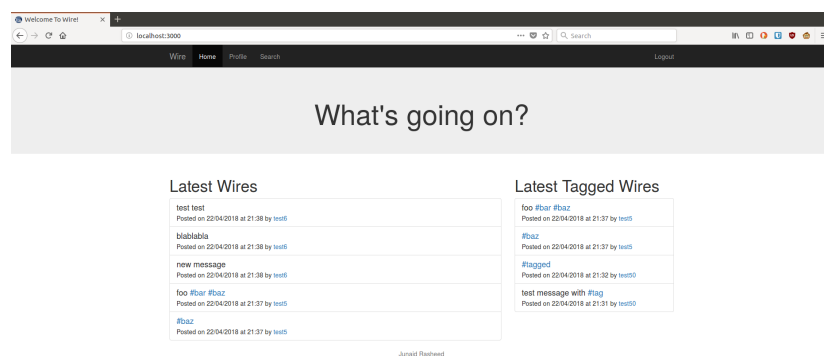 Welcome To Wire!
localhost:3000
Search
Wire Home Profile Search Logout
What's going on?
Latest Wires
test test
Posted on 22/04/2018 at 21:38 by test6
blablabla
Posted on 22/04/2018 at 21:38 by test6
new message
Posted on 22/04/2018 at 21:38 by test6
foo #bar #baz
Posted on 22/04/2018 at 21:37 by test5
#baz
Posted on 22/04/2018 at 21:37 by test5
Latest Tagged Wires
foo #bar #baz
Posted on 22/04/2018 at 21:37 by test5
#baz
Posted on 22/04/2018 at 21:37 by test5
#tagged
Posted on 22/04/2018 at 21:32 by test50
test message with #tag
Posted on 22/04/2018 at 21:31 by test50
Junaid Rasheed